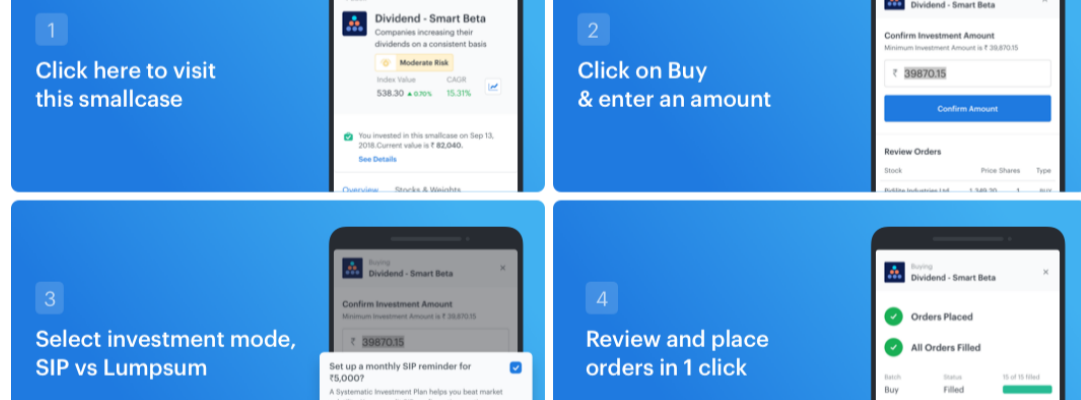 1
Click here to visit
this smallcase
Dividend - Smart Beta
Companies increasing their
dividends on a consistent basis
Moderate Risk
Index Value CAGR
538.30 ▲ 0.70% 15.31%
You invested in this smallcase on Sep 13,
2018.Current value is ₹ 82,040.
See Details
Overview Stocks & Weights
2
Click on Buy
& enter an amount
Dividend - Smart Beta
Confirm Investment Amount
Minimum Investment Amount is ₹ 39870.15
₹ 39870.15
Confirm Amount
Review Orders
Stock Price Shares Type
Pidilite Industries Ltd 1
3
Select investment mode,
SIP vs Lumpsum
Buying
Dividend - Smart Beta
×
Confirm Investment Amount
Minimum Investment Amount is ₹ 39870.15
₹ 39870.15
Set up a monthly SIP reminder for
₹5,000?
A Systematic Investment Plan helps you beat market
4
Review and place
orders in 1 click
Buying
Dividend - Smart Beta
×
Orders Placed
All Orders Filled
Batch Status 15 of 15 filled
Buy Filled